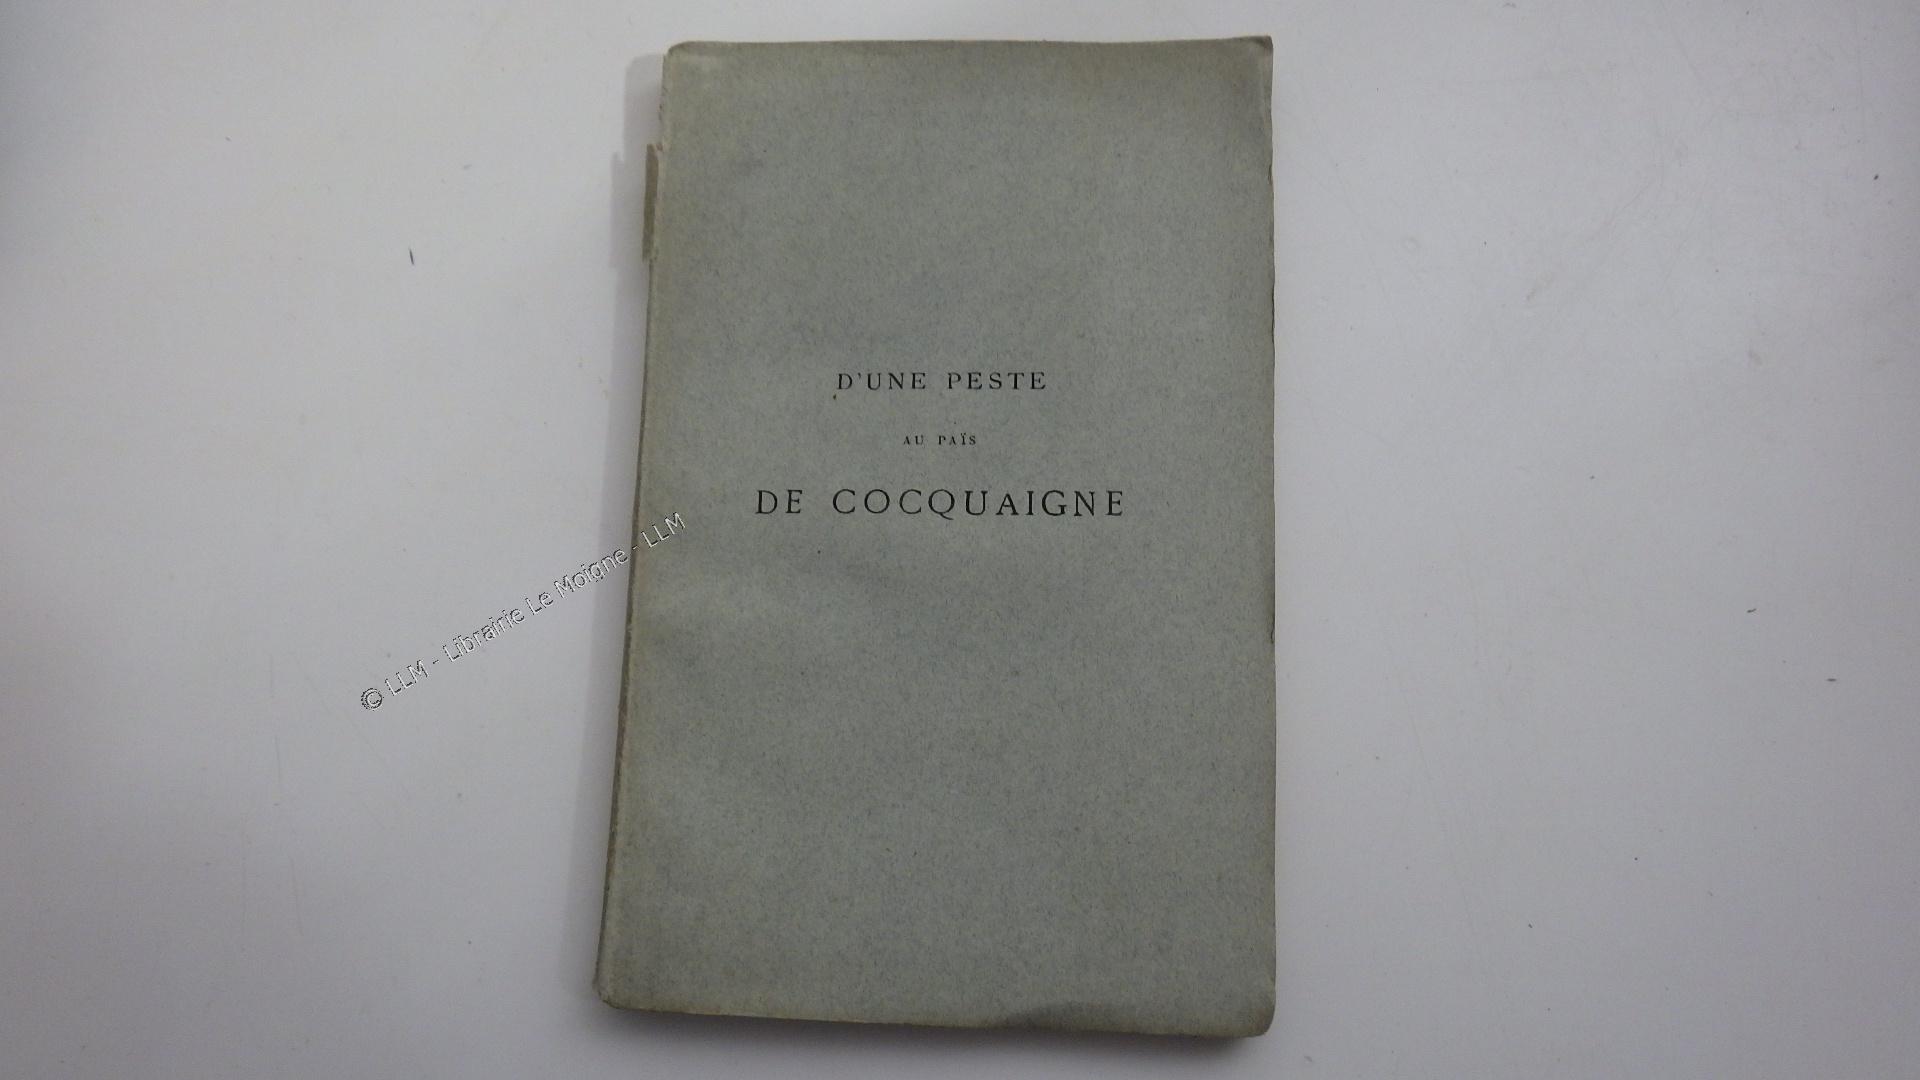 D'UNE PESTE
AU PAÏS
DE COCQUAIGNE
© LLM - Librairie Le Moigne - LLM